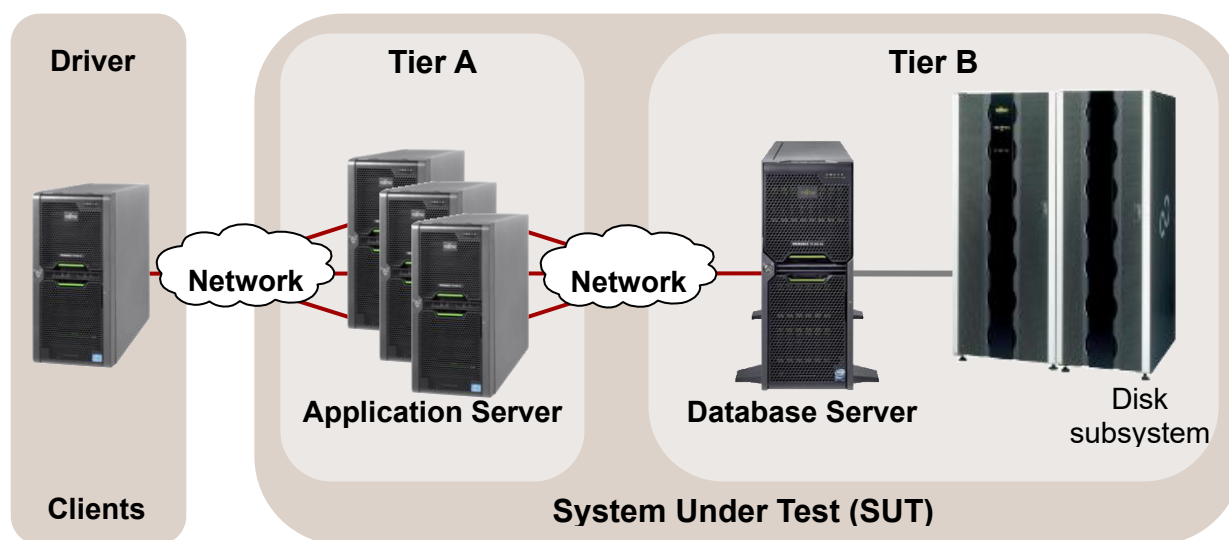 Driver
Tier A
Tier B
Network
Network
Application Server
Database Server
Disk
subsystem
Clients
System Under Test (SUT)